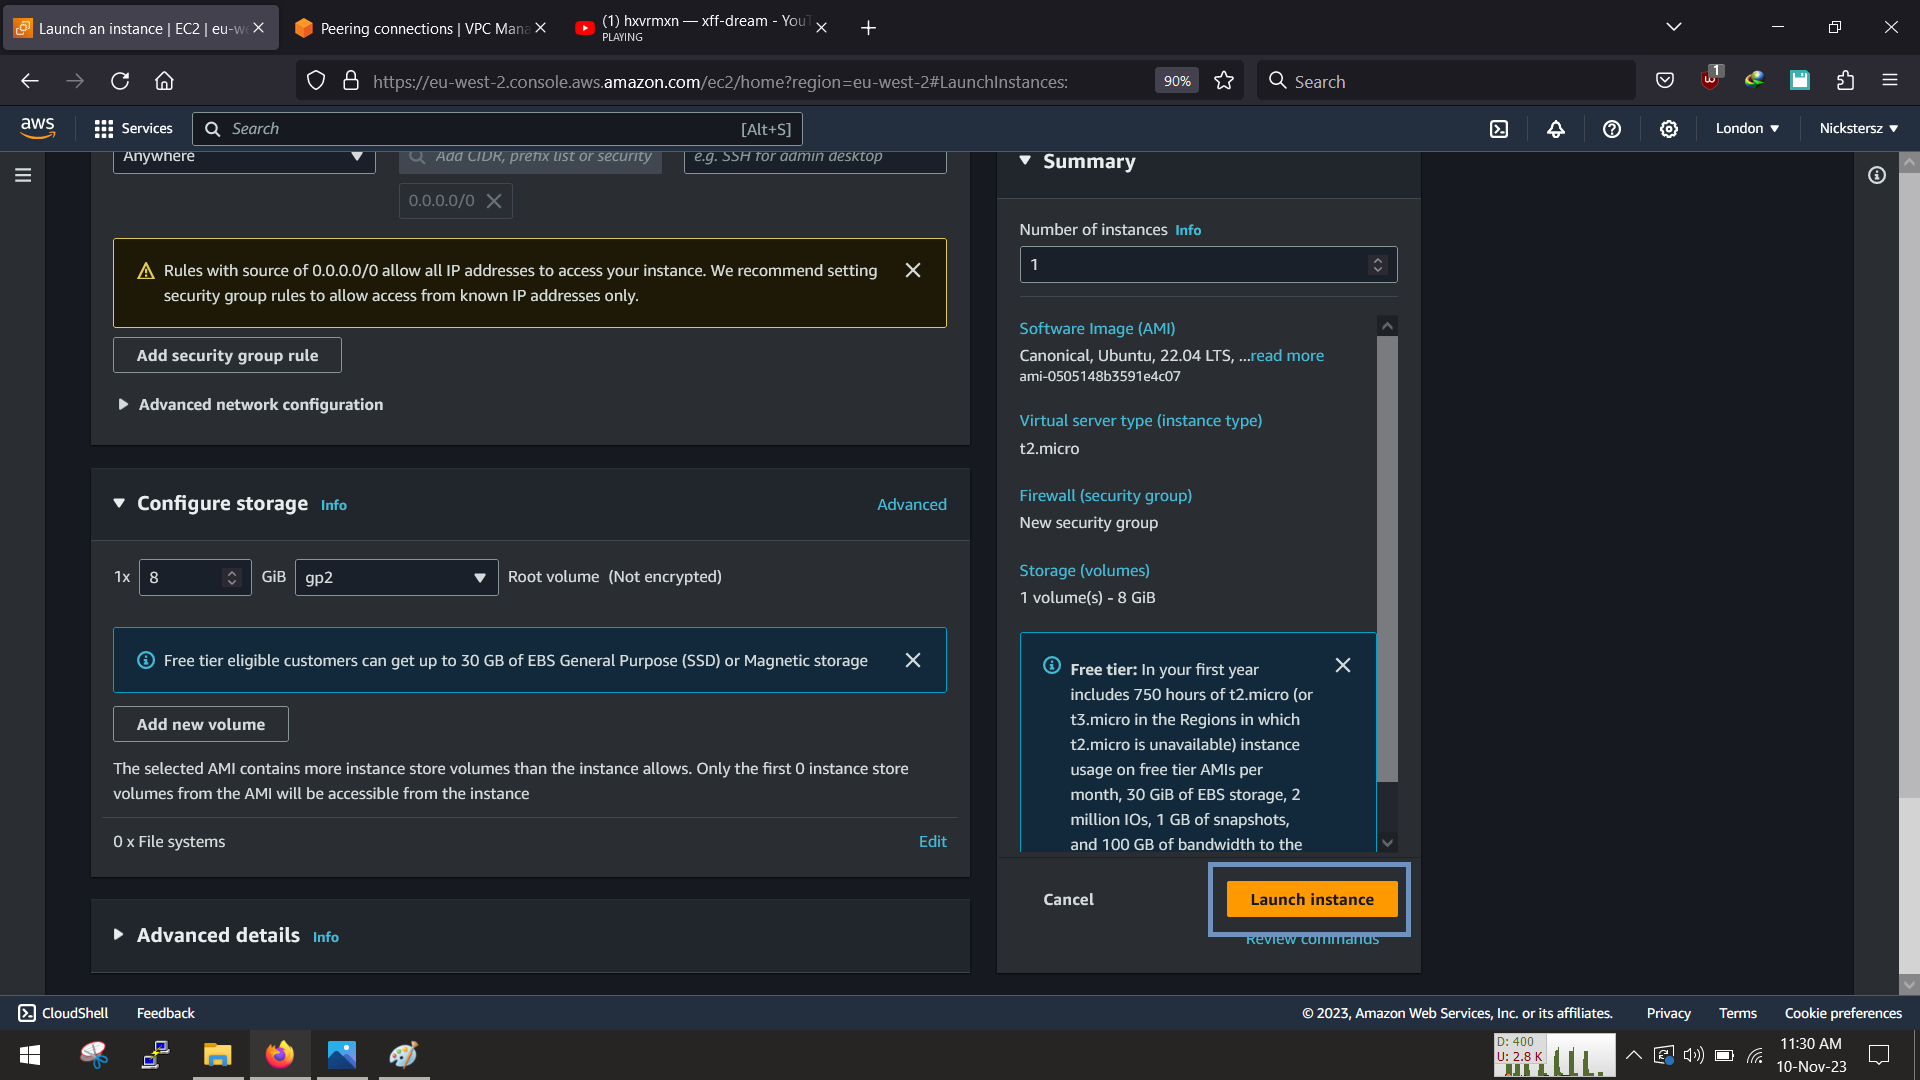 Launch an instance | EC2 | eu-we
Peering connections | VPC Mana
(1) hxvrmxn — xff-dream - YouT
PLAYING
https://eu-west-2.console.aws.amazon.com/ec2/home?region=eu-west-2#LaunchInstances:
90%
Search
1
aws
Services
Search
[Alt+S]
London
Nickstersz
Anywhere
Add CIDR, prefix list or security
e.g. SSH for admin desktop
0.0.0.0/0
Rules with source of 0.0.0.0/0 allow all IP addresses to access your instance. We recommend setting
security group rules to allow access from known IP addresses only.
Add security group rule
Advanced network configuration
Configure storage Info
Advanced
1x 8 GiB gp2 Root volume (Not encrypted)
Free tier eligible customers can get up to 30 GB of EBS General Purpose (SSD) or Magnetic storage
Add new volume
The selected AMI contains more instance store volumes than the instance allows. Only the first 0 instance store
volumes from the AMI will be accessible from the instance
0 x File systems
Edit
Advanced details Info
Summary
Number of instances Info
1
Software Image (AMI)
Canonical, Ubuntu, 22.04 LTS, ...read more
ami-0505148b3591e4c07
Virtual server type (instance type)
t2.micro
Firewall (security group)
New security group
Storage (volumes)
1 volume(s) - 8 GiB
Free tier: In your first year
includes 750 hours of t2.micro (or
t3.micro in the Regions in which
t2.micro is unavailable) instance
usage on free tier AMIs per
month, 30 GiB of EBS storage, 2
million IOs, 1 GB of snapshots,
and 100 GB of bandwidth to the
Cancel
Launch instance
Review commands
CloudShell
Feedback
© 2023, Amazon Web Services, Inc. or its affiliates.
Privacy
Terms
Cookie preferences
D: 400
U: 2.8 K
11:30 AM
10-Nov-23